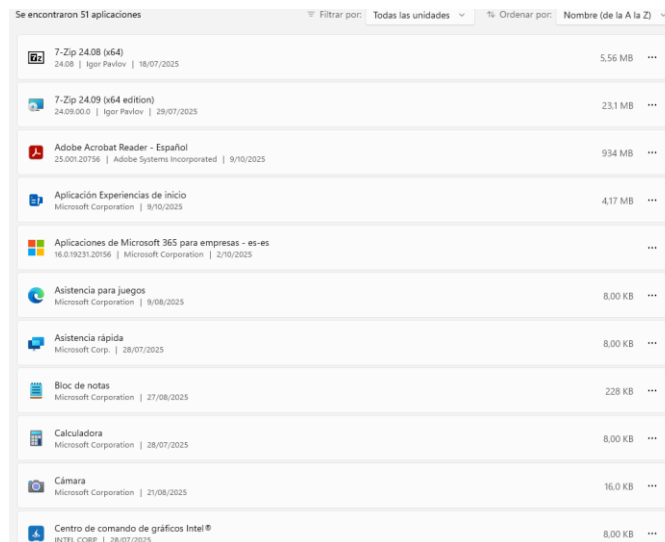 Se encontraron 51 aplicaciones
Filtrar por: Todas las unidades
Ordenar por: Nombre (de la A la Z)
7-Zip 24.08 (x64)
5,56 MB
24.08 | Igor Pavlov | 18/07/2025
7-Zip 24.09 (x64 edition)
23,1 MB
24.09.00.0 | Igor Pavlov | 29/07/2025
Adobe Acrobat Reader - Español
934 MB
25.001.20756 | Adobe Systems Incorporated | 9/10/2025
Aplicación Experiencias de inicio
4,17 MB
Microsoft Corporation | 9/10/2025
Aplicaciones de Microsoft 365 para empresas - es-es
16.0.19231.20156 | Microsoft Corporation | 2/10/2025
Asistencia para juegos
8,00 KB
Microsoft Corporation | 9/08/2025
Asistencia rápida
8,00 KB
Microsoft Corp. | 28/07/2025
Bloc de notas
228 KB
Microsoft Corporation | 27/08/2025
Calculadora
8,00 KB
Microsoft Corporation | 28/07/2025
Cámara
16,0 KB
Microsoft Corporation | 21/08/2025
Centro de comando de gráficos Intel®
8,00 KB
INTEL CORP | 28/07/2025